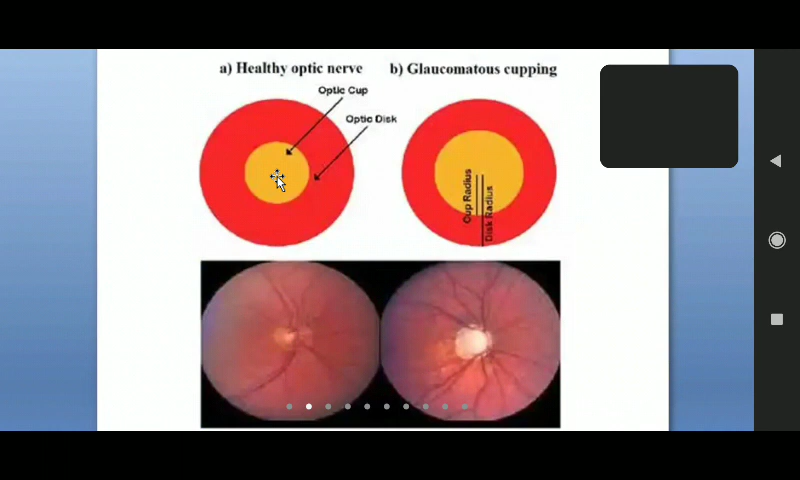 a) Healthy optic nerve
b) Glaucomatous cupping
Optic Cup
Optic Disk
Cup Radius
Disk Radius